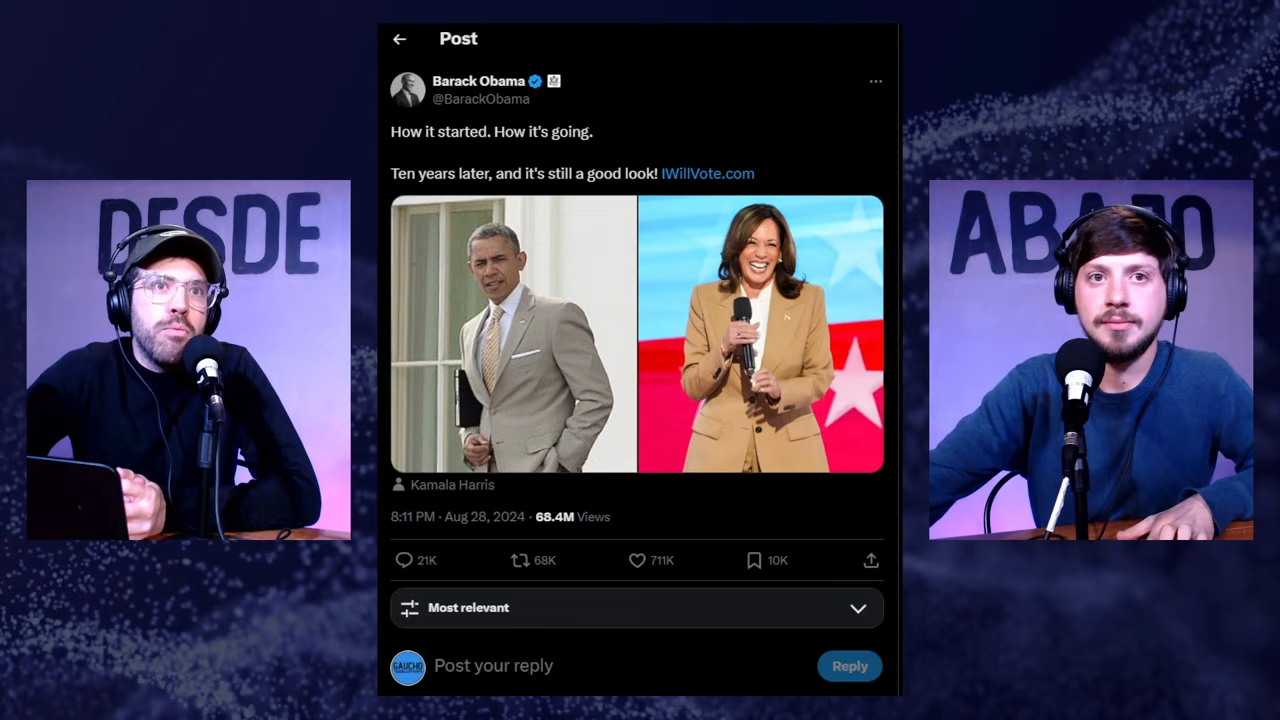 Post
Barack Obama
@BarackObama
How it started. How it's going.
Ten years later, and it's still a good look! IWillVote.com
DESDE
ABAJO
Kamala Harris
8:11 PM · Aug 28, 2024 · 68.4M Views
21K 68K 711K 10K
Most relevant
GAUCHO
Post your reply
Reply